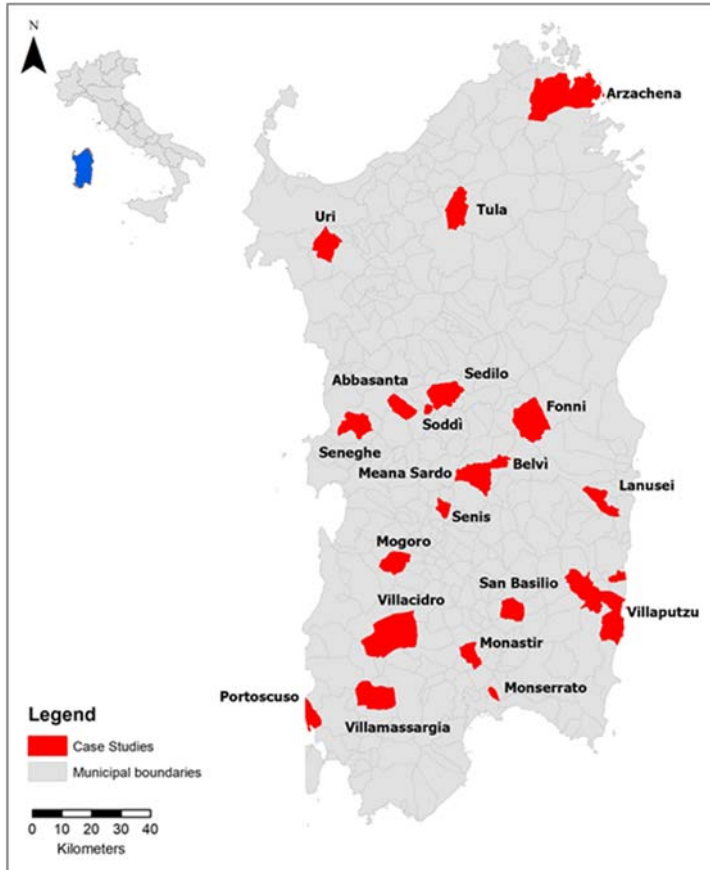 N
Arzachena
Tula
Uri
Sedilo
Abbasanta
Fonni
Soddì
Seneghe
Belvì
Meana Sardo
Lanusei
Senis
Mogoro
San Basilio
Villacidro
Villaputzu
Monastir
Monserrato
Portoscuso
Villamassargia
Legend
Case Studies
Municipal boundaries
0 10 20 30 40
Kilometers